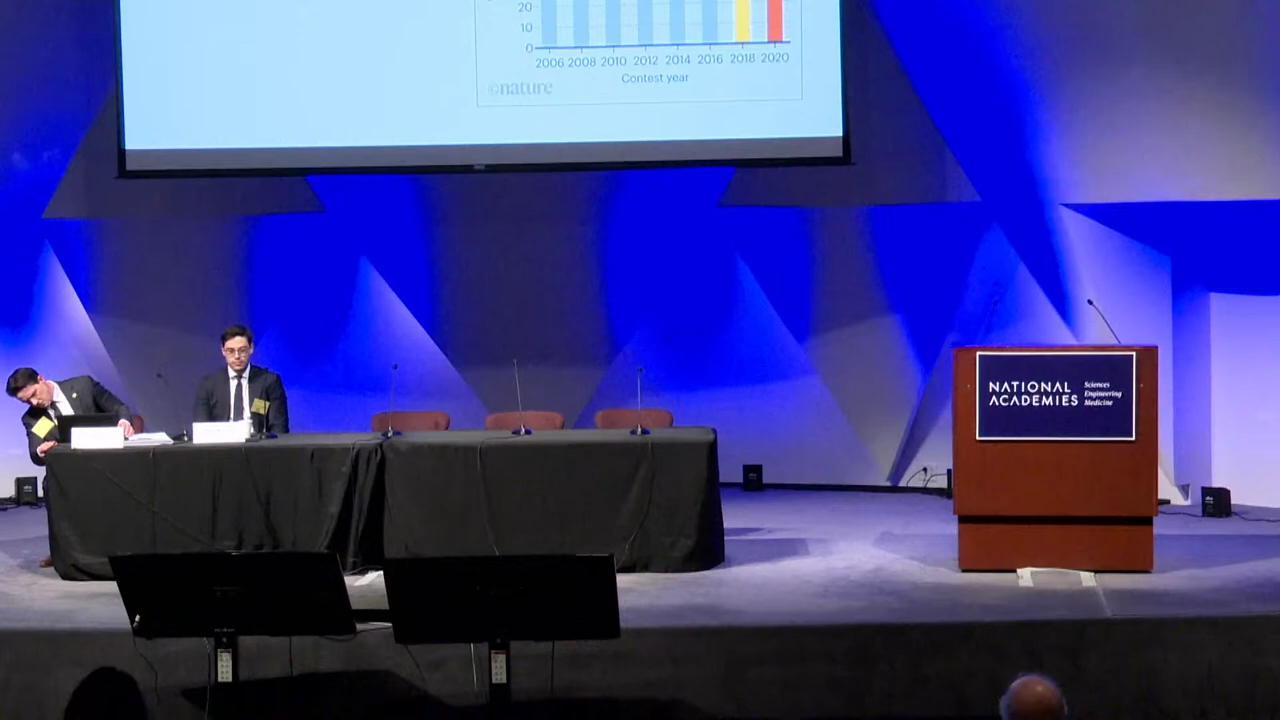 20
10
0
2006 2008 2010 2012 2014 2016 2018 2020
Contest year
©nature
NATIONAL
ACADEMIES
Sciences
Engineering
Medicine